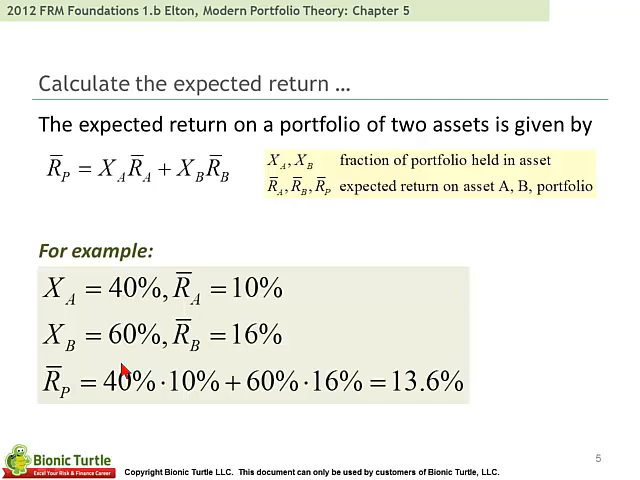 2012 FRM Foundations 1.b Elton, Modern Portfolio Theory: Chapter 5
Calculate the expected return …
The expected return on a portfolio of two assets is given by
R̅_P = X_A R̅_A + X_B R̅_B
X_A, X_B fraction of portfolio held in asset
R̅_A, R̅_B, R̅_P expected return on asset A, B, portfolio
For example:
X_A = 40%, R̅_A = 10%
X_B = 60%, R̅_B = 16%
R̅_P = 40% · 10% + 60% · 16% = 13.6%
5
Bionic Turtle
Excel Your Risk & Finance Career
Copyright Bionic Turtle LLC. This document can only be used by customers of Bionic Turtle, LLC.